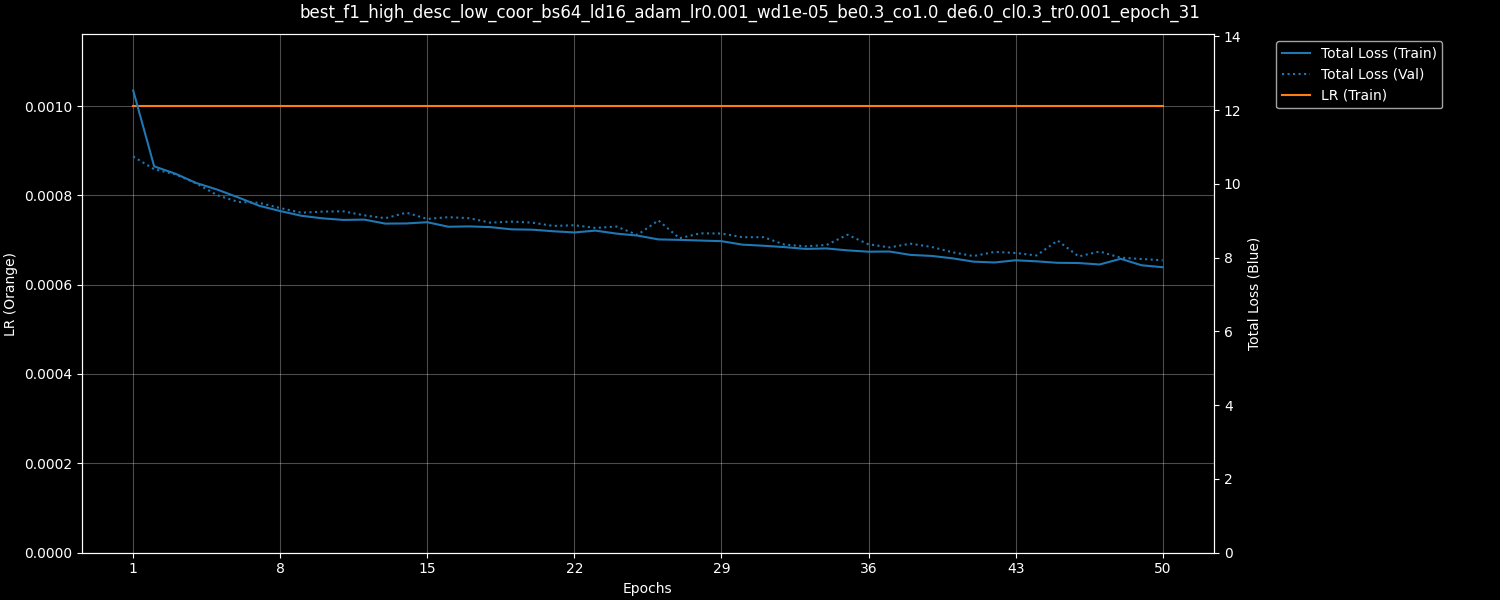 best_f1_high_desc_low_coor_bs64_ld16_adam_lr0.001_wd1e-05_be0.3_co1.0_de6.0_cl0.3_tr0.001_epoch_31
Total Loss (Train)
Total Loss (Val)
LR (Train)
LR (Orange)
0.0010
0.0008
0.0006
0.0004
0.0002
0.0000
14
12
10
8
6
4
2
0
Total Loss (Blue)
1 8 15 22 29 36 43 50
Epochs